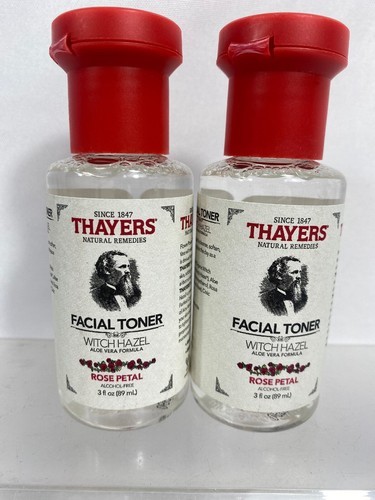 SINCE 1847
THAYERS
NATURAL REMEDIES
FACIAL TONER
WITCH HAZEL
ALOE VERA FORMULA
ROSE PETAL
ALCOHOL-FREE
3 fl oz (89 mL)
TONER
SINCE 1847
THAYERS
NATURAL REMEDIES
FACIAL TONER
WITCH HAZEL
ALOE VERA FORMULA
ROSE PETAL
ALCOHOL-FREE
3 fl oz (89 mL)